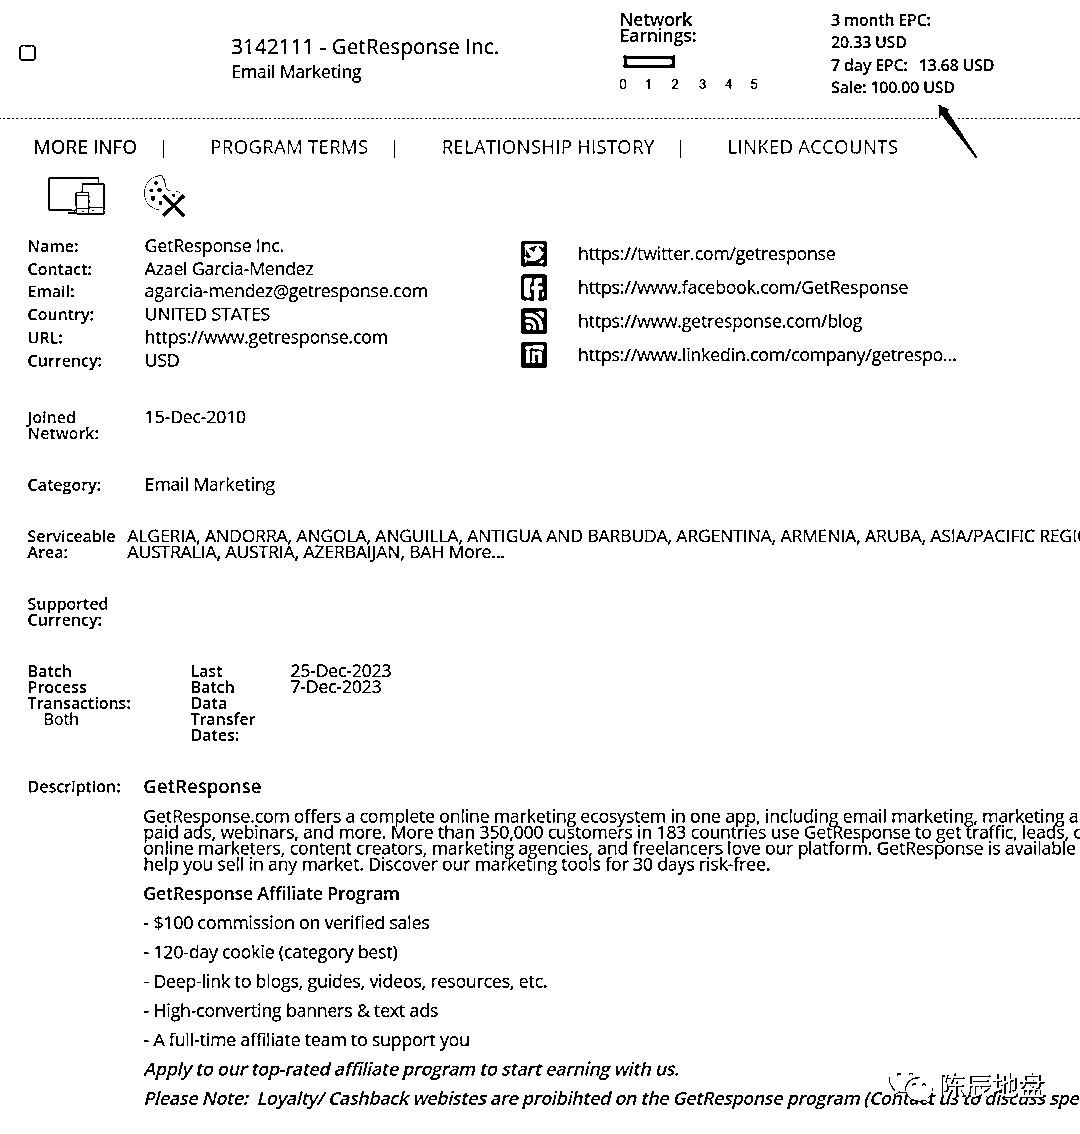 3142111 - GetResponse Inc.
Email Marketing
Network
Earnings:
0 1 2 3 4 5
3 month EPC:
20.33 USD
7 day EPC: 13.68 USD
Sale: 100.00 USD
MORE INFO | PROGRAM TERMS | RELATIONSHIP HISTORY | LINKED ACCOUNTS
Name: GetResponse Inc.
Contact: Azael Garcia-Mendez
Email: agarcia-mendez@getresponse.com
Country: UNITED STATES
URL: https://www.getresponse.com
Currency: USD
https://twitter.com/getresponse
https://www.facebook.com/GetResponse
https://www.getresponse.com/blog
https://www.linkedin.com/company/getrespo...
Joined
Network: 15-Dec-2010
Category: Email Marketing
Serviceable Area: ALGERIA, ANDORRA, ANGOLA, ANGUILLA, ANTIGUA AND BARBUDA, ARGENTINA, ARMENIA, ARUBA, ASIA/PACIFIC REGI
AUSTRALIA, AUSTRIA, AZERBAIJAN, BAH More...
Supported
Currency:
Batch
Process
Transactions:
Both
Last
Batch
Data
Transfer
Dates:
25-Dec-2023
7-Dec-2023
Description: GetResponse
GetResponse.com offers a complete online marketing ecosystem in one app, including email marketing, marketing a
paid ads, webinars, and more. More than 350,000 customers in 183 countries use GetResponse to get traffic, leads,
online marketers, content creators, marketing agencies, and freelancers love our platform. GetResponse is available
help you sell in any market. Discover our marketing tools for 30 days risk-free.
GetResponse Affiliate Program
- $100 commission on verified sales
- 120-day cookie (category best)
- Deep-link to blogs, guides, videos, resources, etc.
- High-converting banners & text ads
- A full-time affiliate team to support you
Apply to our top-rated affiliate program to start earning with us.
Please Note: Loyalty/ Cashback webistes are proibihted on the GetResponse program (Contact us to discuss spe
陈辰地盘